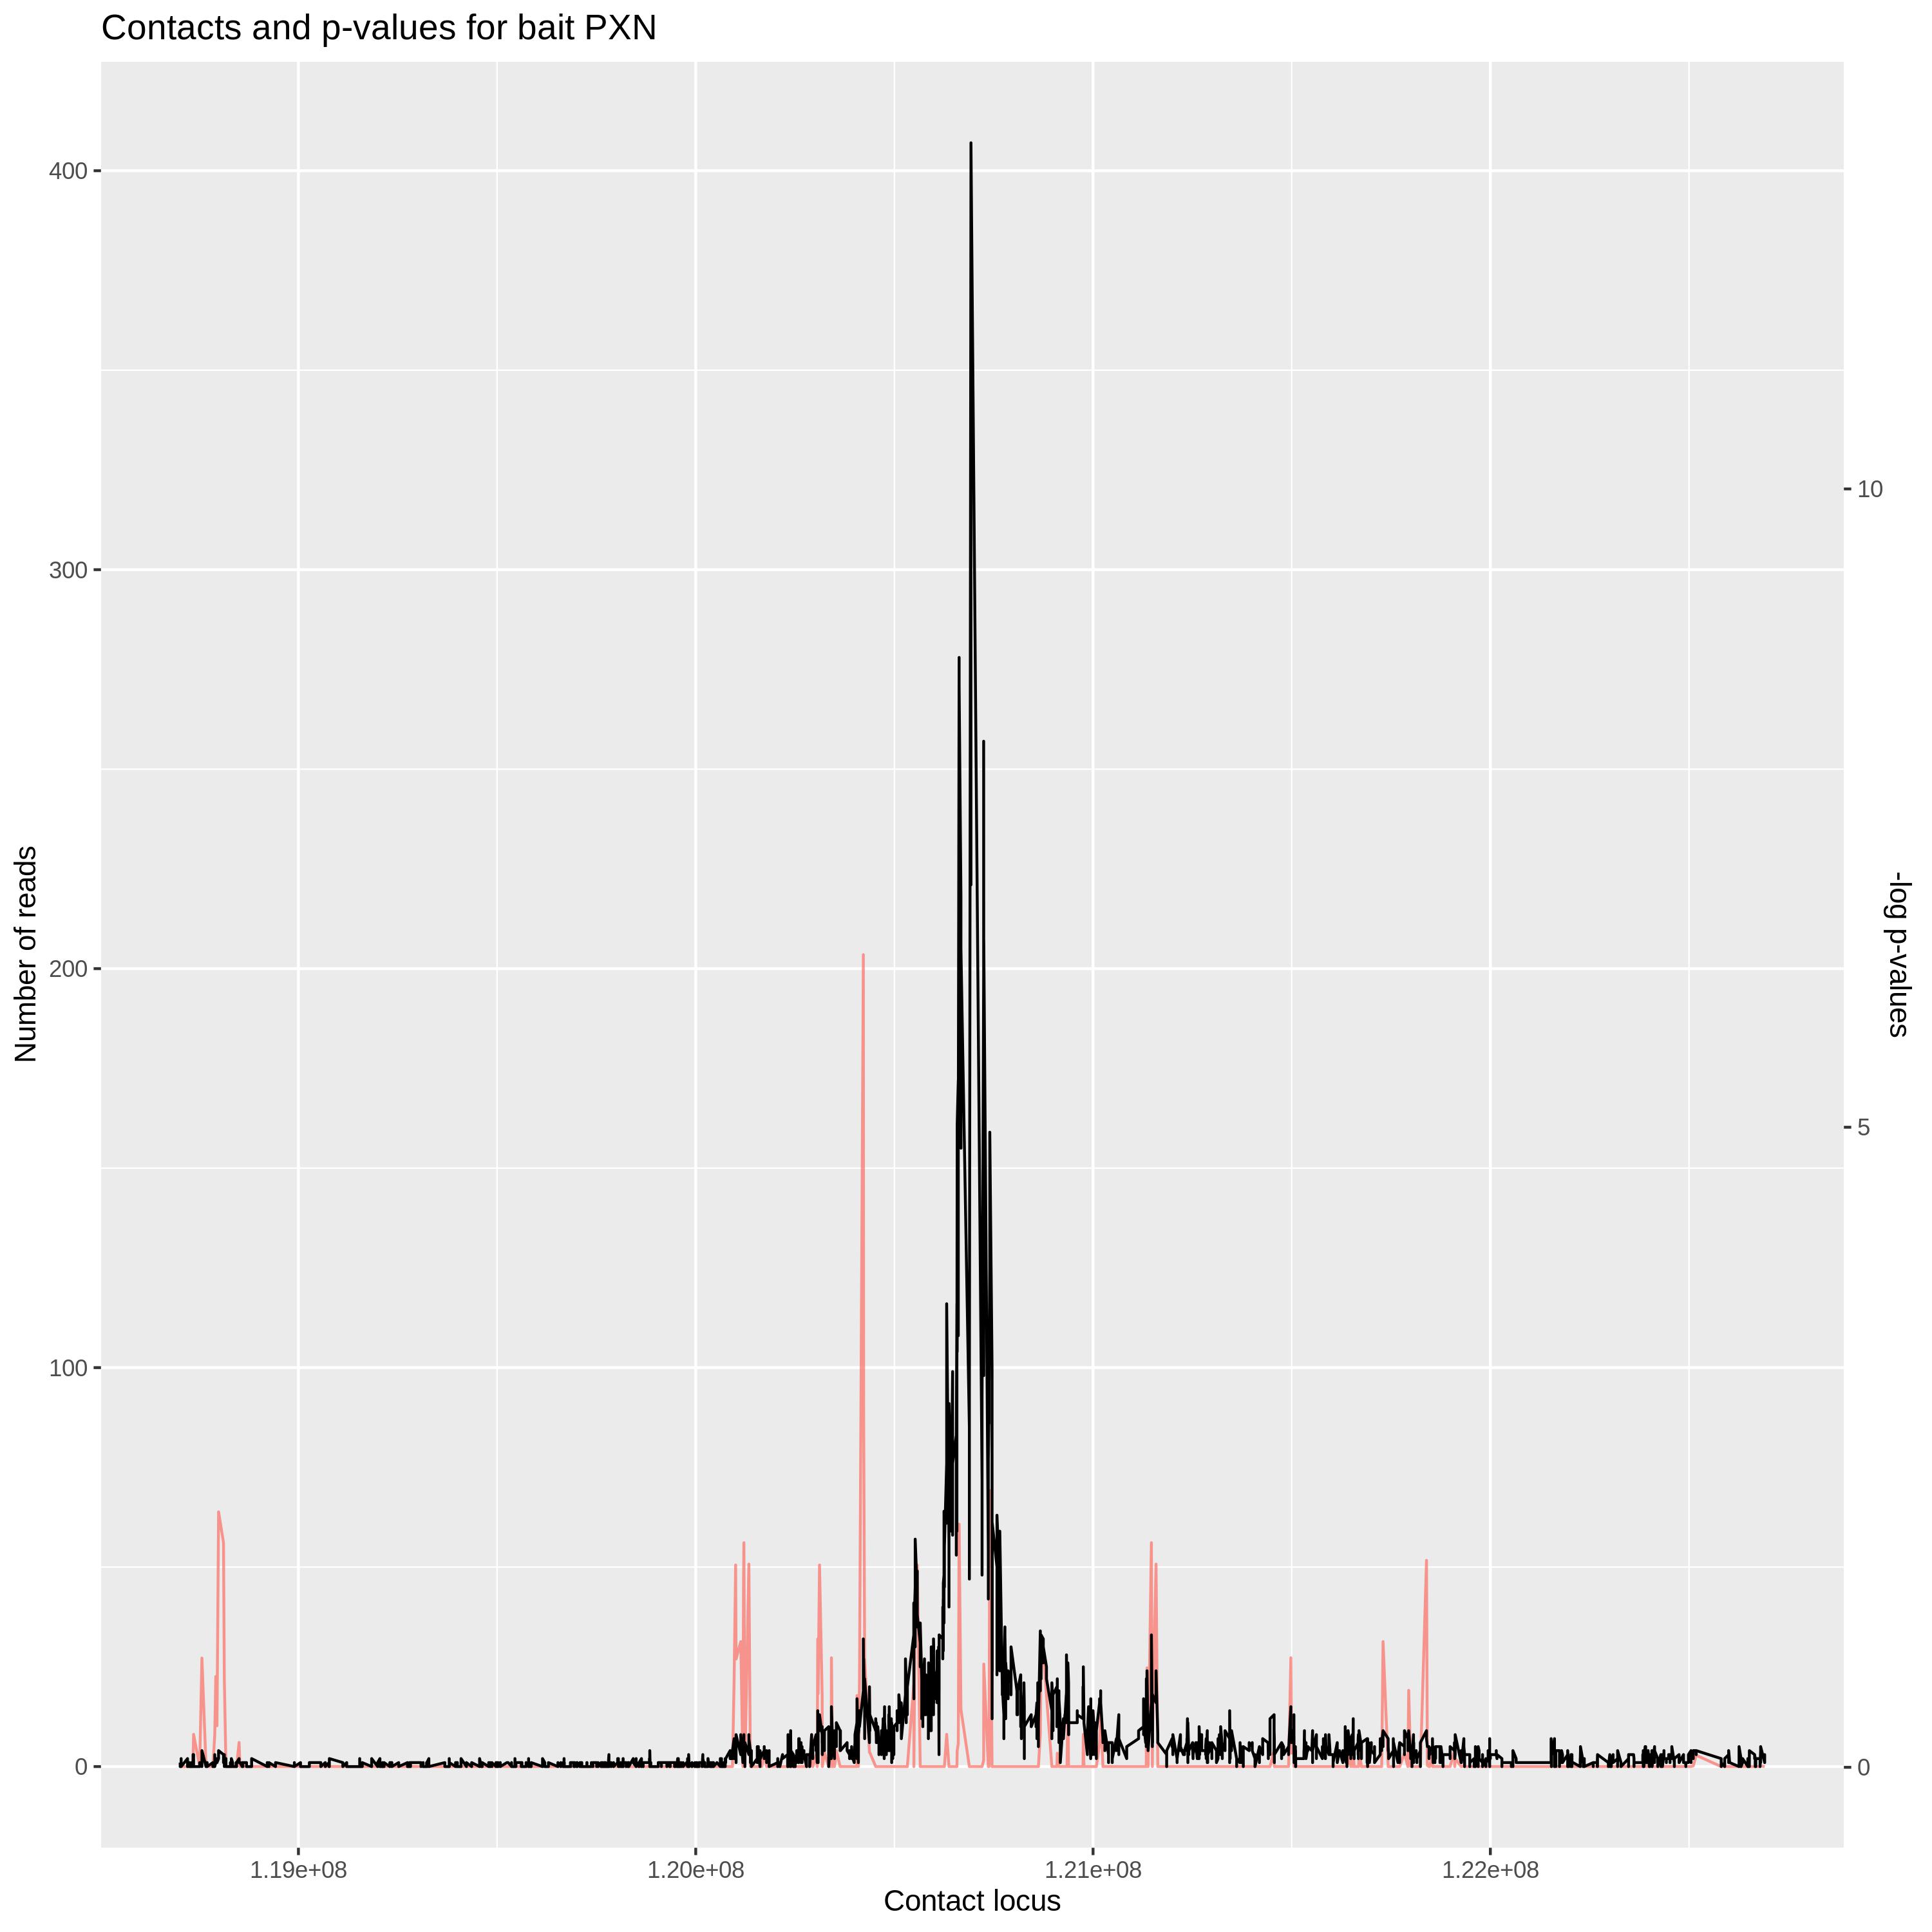 Contacts and p-values for bait PXN
400
300
200
100
0
Number of reads
10
5
0
-log p-values
1.19e+08
1.20e+08
1.21e+08
1.22e+08
Contact locus